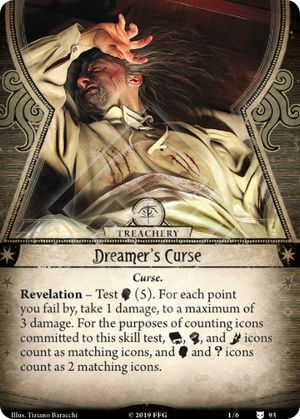 TREACHERY
Dreamer's Curse
Curse.
Revelation – Test (5). For each point
you fail by, take 1 damage, to a maximum of
3 damage. For the purposes of counting icons
committed to this skill test, , , and icons
count as matching icons, and and ? icons
count as 2 matching icons.
Illus. Tiziano Baracchi © 2019 FFG 1/6 93